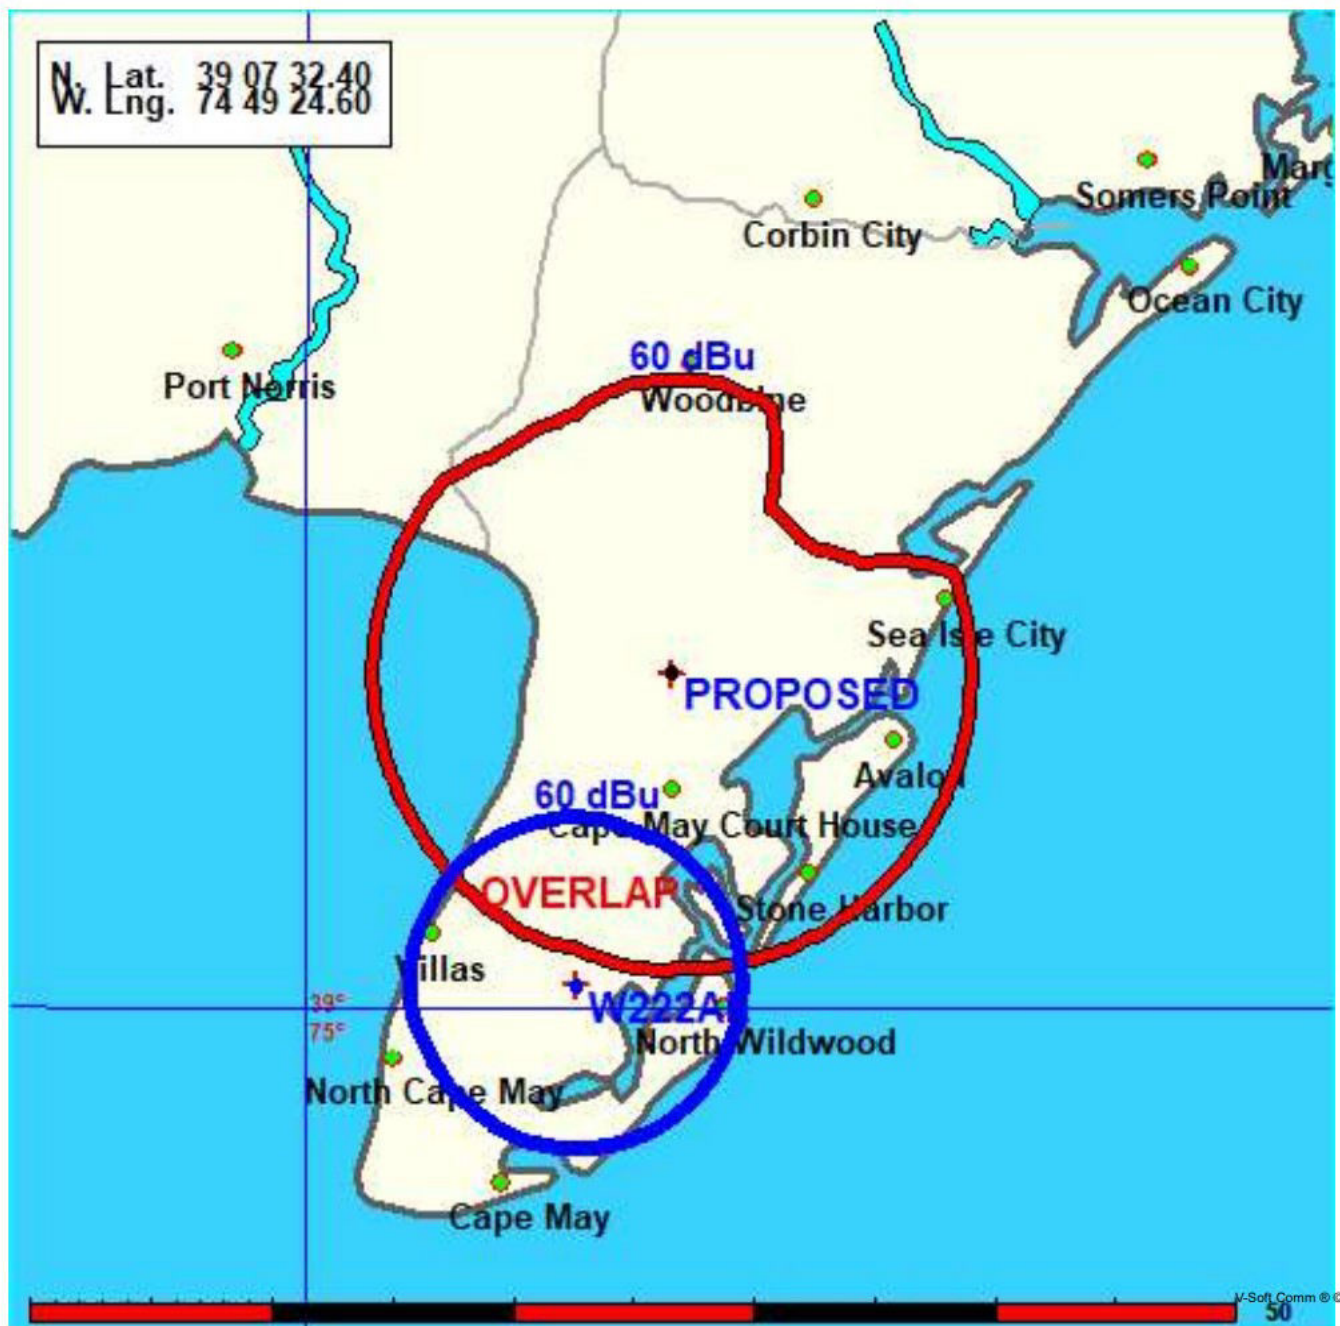 N. Lat. 39 07 32.40
W. Lng. 74 49 24.60
Marg
Somers Point
Corbin City
Ocean City
60 dBu
Port Norris
Woodbine
Sea Isle City
PROPOSED
Avalon
60 dBu
Cape May Court House
OVERLAP
Stone Harbor
Villas
39°
W222A
75°
North Wildwood
North Cape May
Cape May
V-Soft Comm ® ©
50